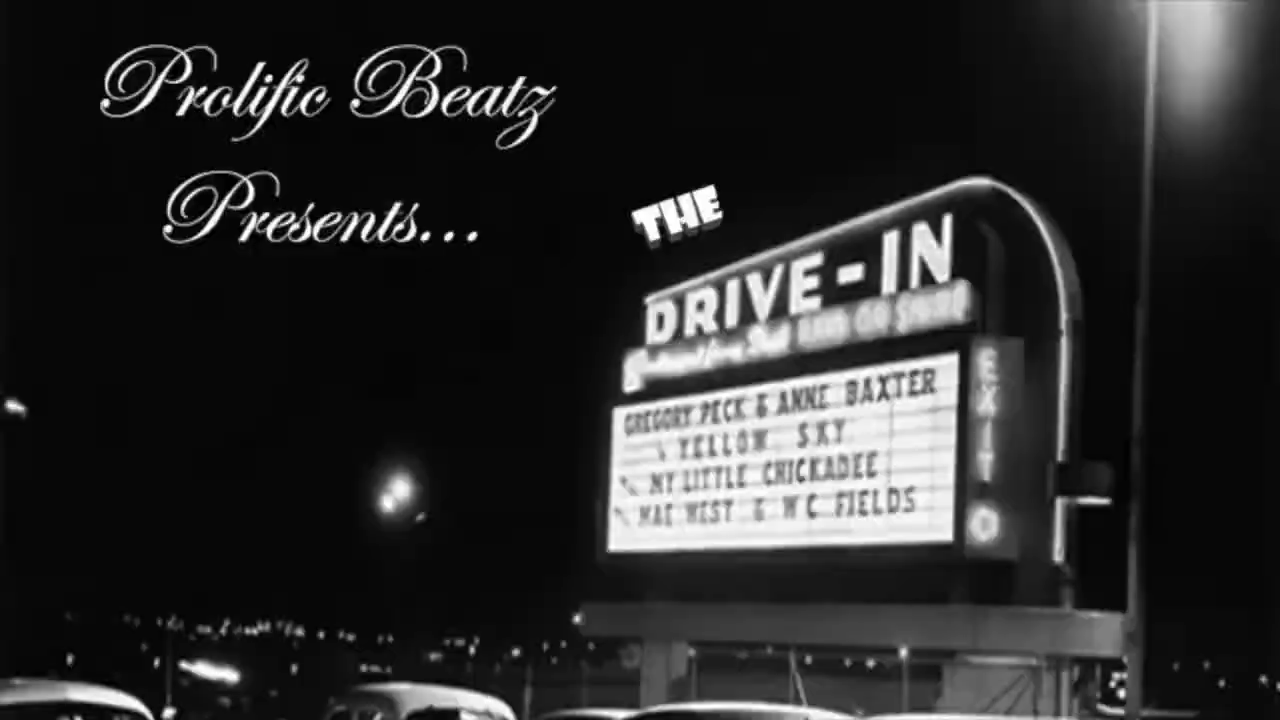 Prolific Beatz
Presents...
THE
DRIVE-IN
GREGORY PECK & ANNE BAXTER
YELLOW SKY
MY LITTLE CHICKADEE
MAE WEST & W C FIELDS
EXIT